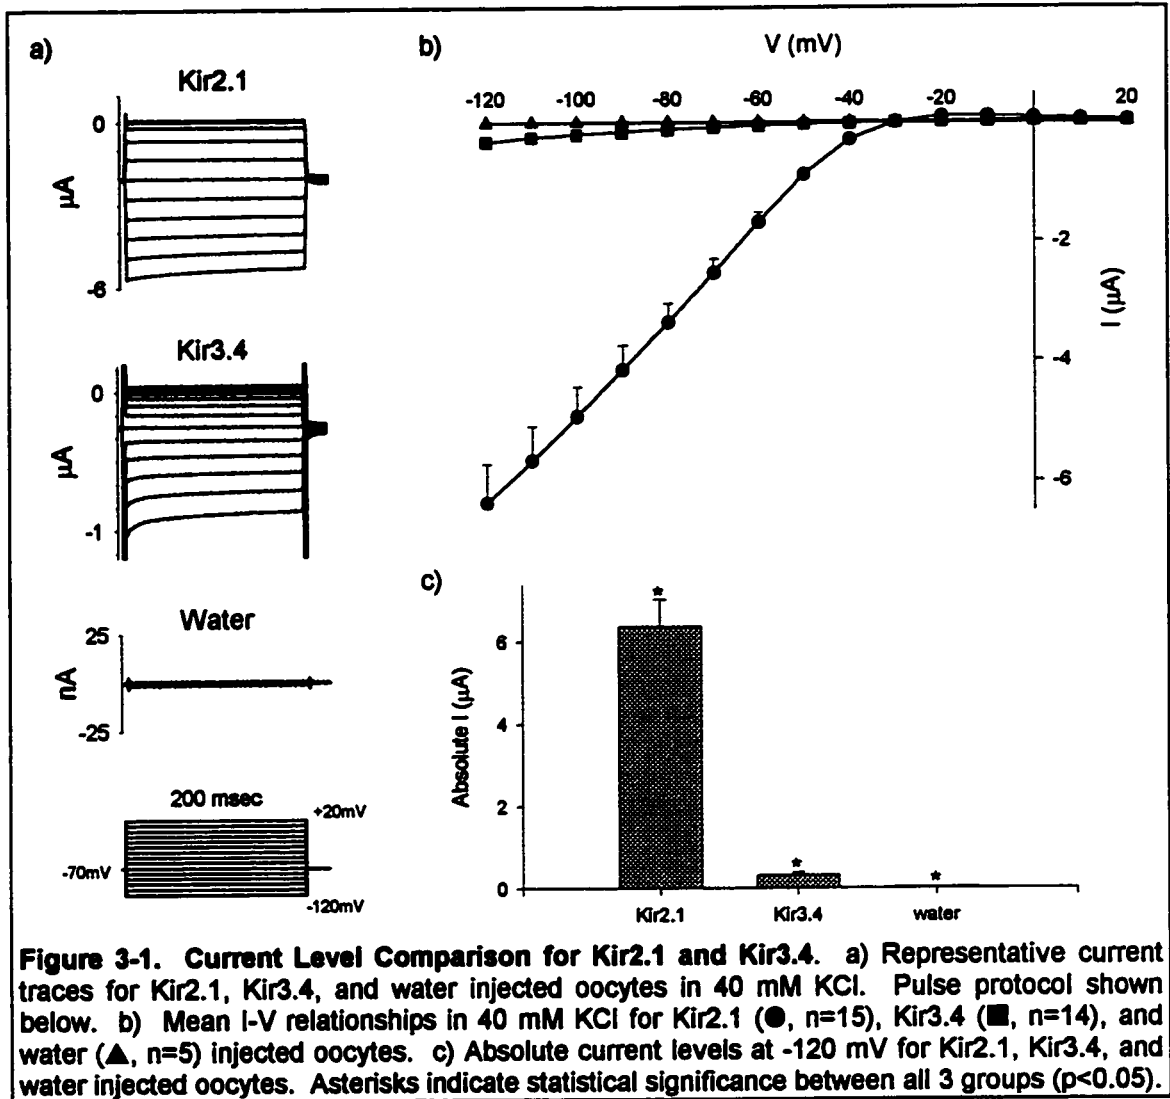 a)
Kir2.1
0
µA
-6
Kir3.4
0
µA
-1
Water
25
nA
-25
200 msec
+20mV
-70mV
-120mV
b)
V (mV)
-120 -100 -80 -60 -40 -20 20
-2
-4
-6
I (µA)
c)
Absolute I (µA)
6
4
2
0
* * *
Kir2.1 Kir3.4 water
Figure 3-1. Current Level Comparison for Kir2.1 and Kir3.4. a) Representative current
traces for Kir2.1, Kir3.4, and water injected oocytes in 40 mM KCl. Pulse protocol shown
below. b) Mean I-V relationships in 40 mM KCl for Kir2.1 (●, n=15), Kir3.4 (■, n=14), and
water (▲, n=5) injected oocytes. c) Absolute current levels at -120 mV for Kir2.1, Kir3.4, and
water injected oocytes. Asterisks indicate statistical significance between all 3 groups (p<0.05).